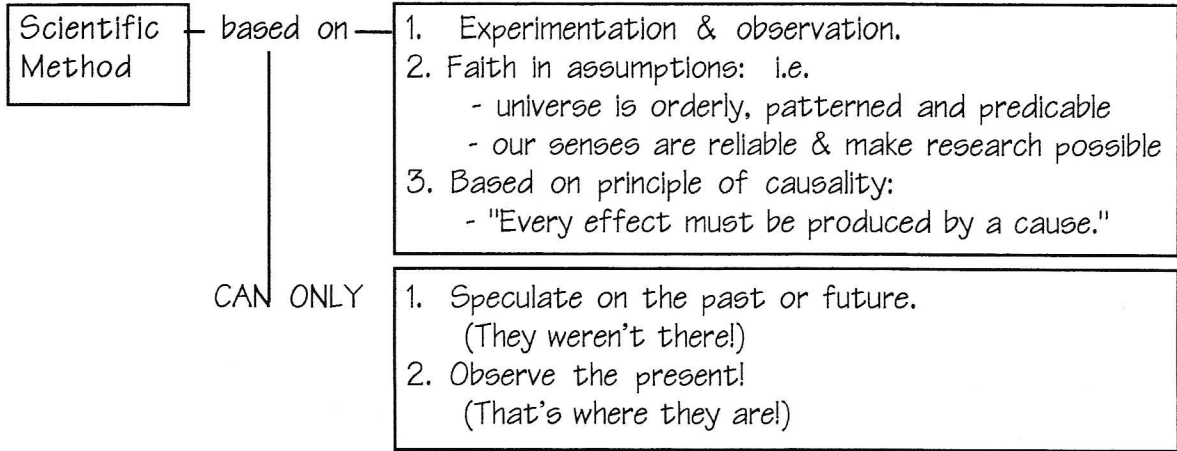 Scientific
Method
based on
1. Experimentation & observation.
2. Faith in assumptions: i.e.
- universe is orderly, patterned and predicable
- our senses are reliable & make research possible
3. Based on principle of causality:
- "Every effect must be produced by a cause."
CAN ONLY
1. Speculate on the past or future.
(They weren't there!)
2. Observe the present!
(That's where they are!)